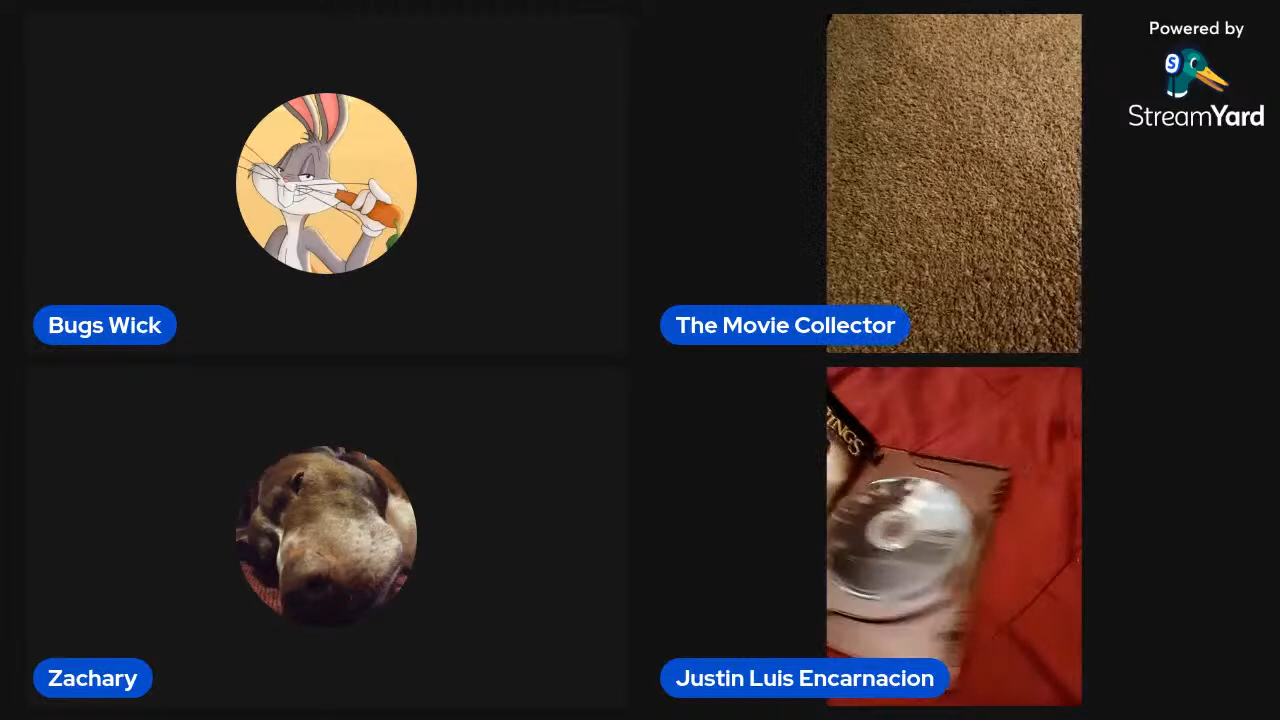 Powered by
S
StreamYard
Bugs Wick
The Movie Collector
Zachary
Justin Luis Encarnacion